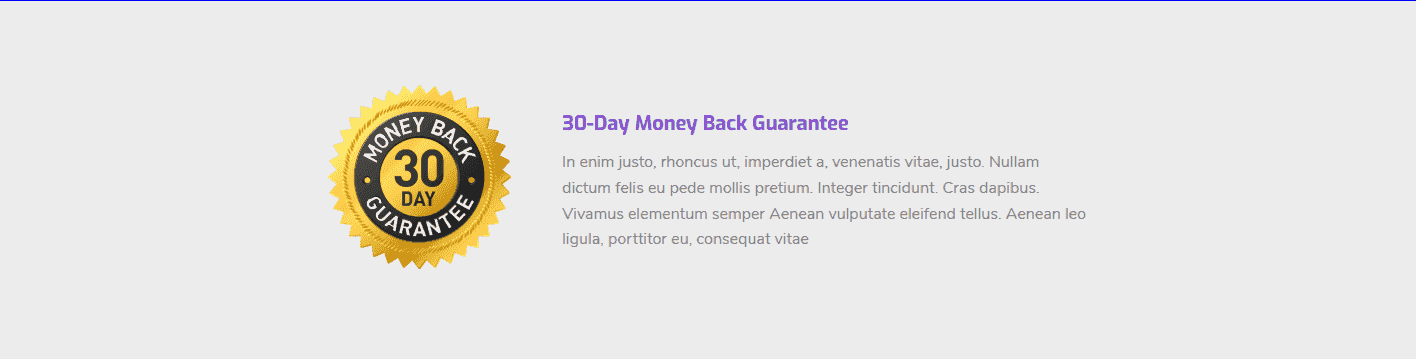 MONEY BACK
30
DAY
GUARANTEE
30-Day Money Back Guarantee
In enim justo, rhoncus ut, imperdiet a, venenatis vitae, justo. Nullam
dictum felis eu pede mollis pretium. Integer tincidunt. Cras dapibus.
Vivamus elementum semper Aenean vulputate eleifend tellus. Aenean leo
ligula, porttitor eu, consequat vitae